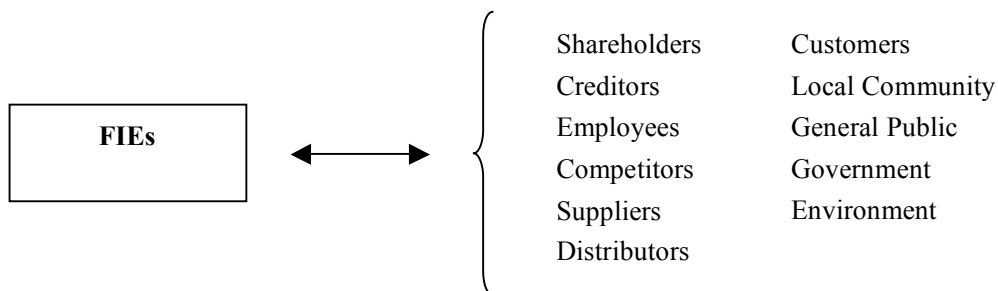 FIEs
Shareholders
Creditors
Employees
Competitors
Suppliers
Distributors
Customers
Local Community
General Public
Government
Environment